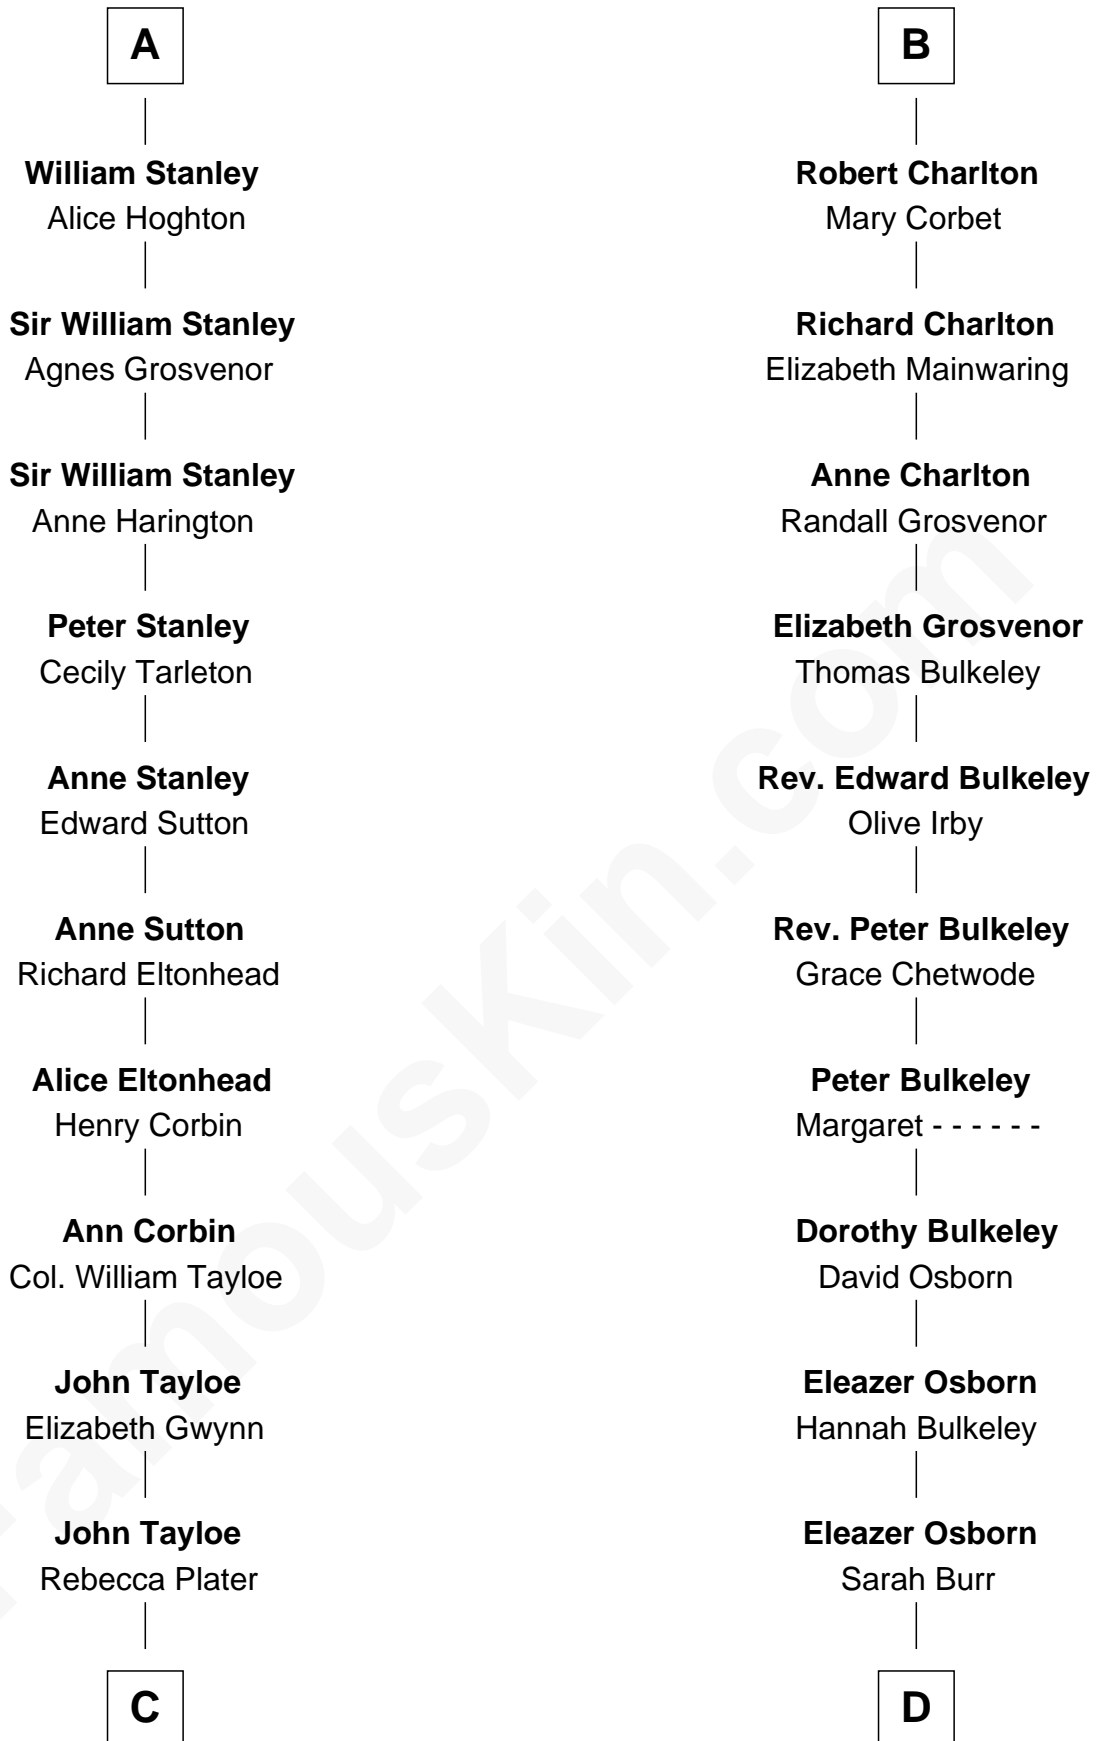 A
William Stanley
Alice Hoghton
Sir William Stanley
Agnes Grosvenor
Sir William Stanley
Anne Harington
Peter Stanley
Cecily Tarleton
Anne Stanley
Edward Sutton
Anne Sutton
Richard Eltonhead
Alice Eltonhead
Henry Corbin
Ann Corbin
Col. William Tayloe
John Tayloe
Elizabeth Gwynn
John Tayloe
Rebecca Plater
C
B
Robert Charlton
Mary Corbet
Richard Charlton
Elizabeth Mainwaring
Anne Charlton
Randall Grosvenor
Elizabeth Grosvenor
Thomas Bulkeley
Rev. Edward Bulkeley
Olive Irby
Rev. Peter Bulkeley
Grace Chetwode
Peter Bulkeley
Margaret - - - - - -
Dorothy Bulkeley
David Osborn
Eleazer Osborn
Hannah Bulkeley
Eleazer Osborn
Sarah Burr
D
FamousKin.com